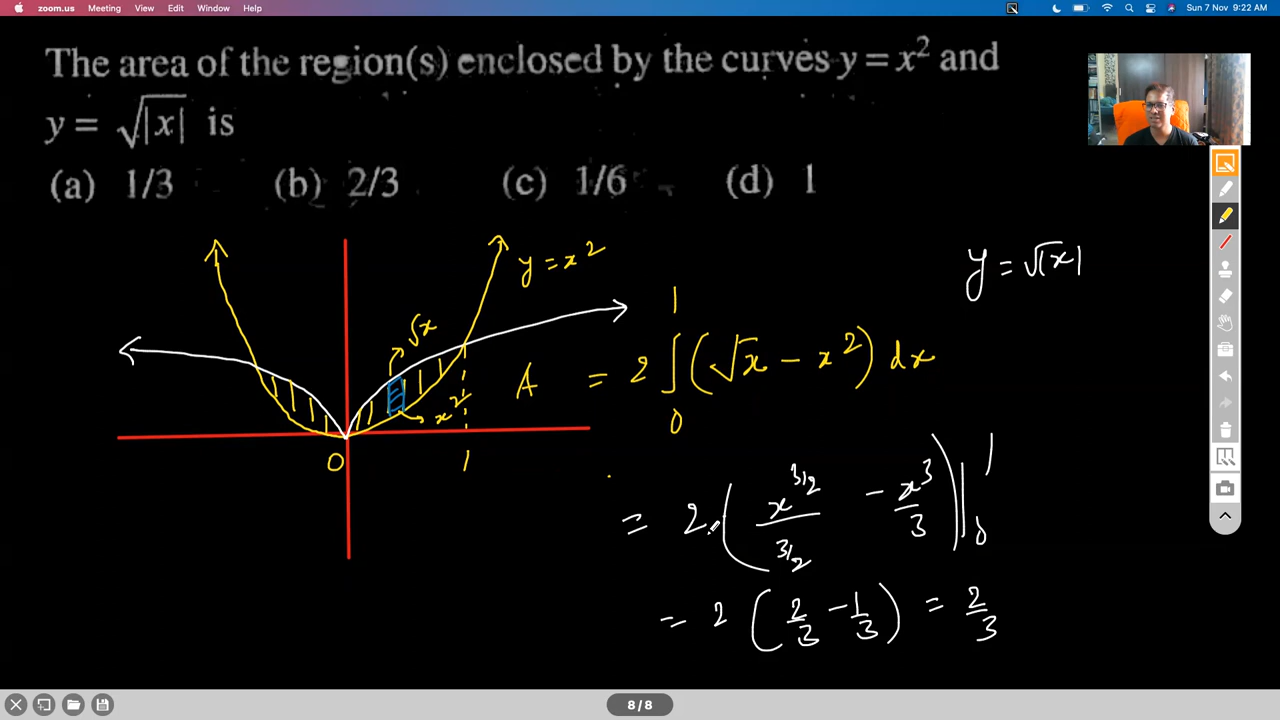 zoom.us Meeting View Edit Window Help Sun 7 Nov 9:22 AM
The area of the region(s) enclosed by the curves y = x² and
y = √|x| is
(a) 1/3 (b) 2/3 (c) 1/6 (d) 1
y = x²
y = √|x|
√x
x²
0
1
A = 2 ∫₀¹ (√x − x²) dx
= 2. (x^{3/2}/(3/2) − x³/3)|₀¹
= 2 (2/3 − 1/3) = 2/3
8/8